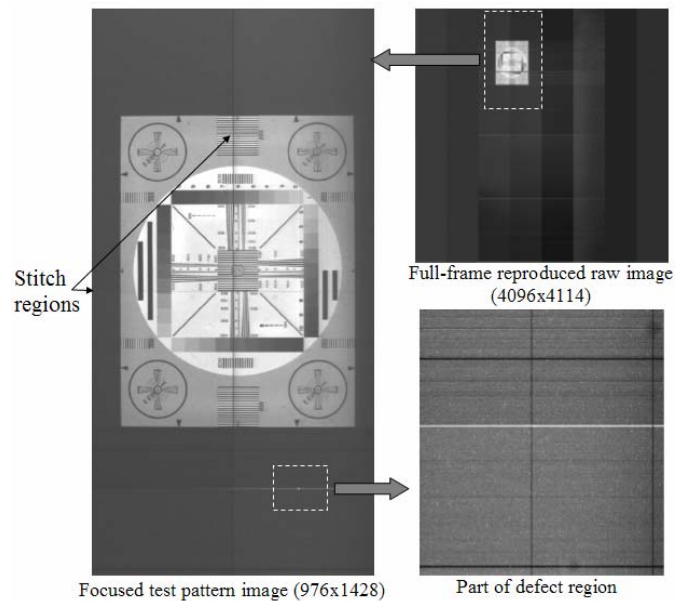 Full-frame reproduced raw image
(4096x4114)
Stitch
regions
Focused test pattern image (976x1428)
Part of defect region